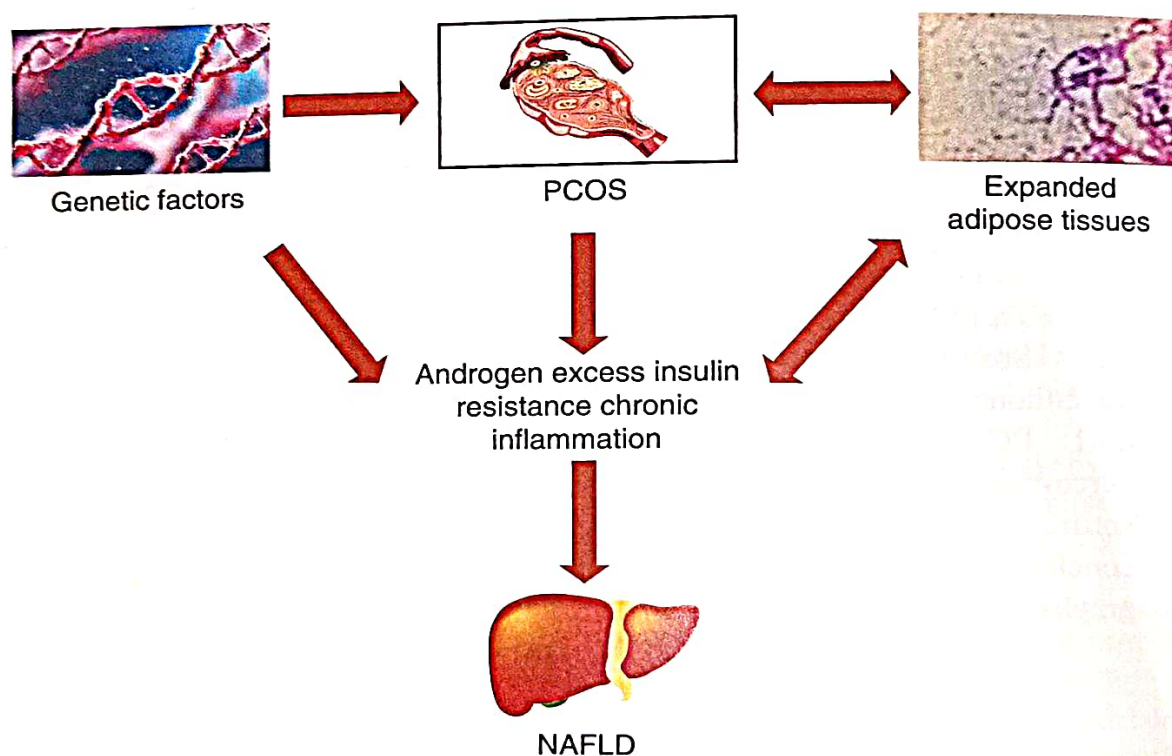 Genetic factors
PCOS
Expanded
adipose tissues
Androgen excess insulin
resistance chronic
inflammation
NAFLD